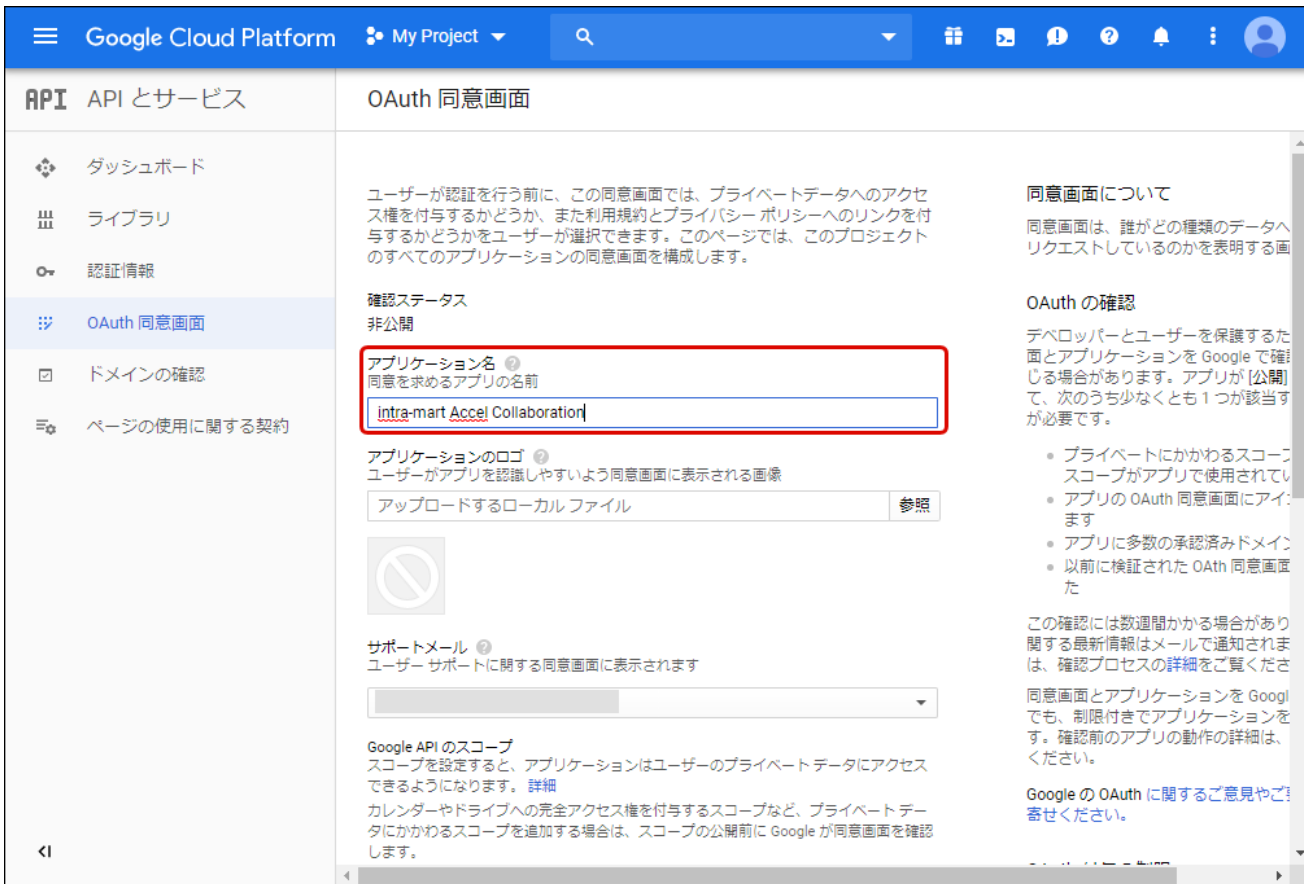 Google Cloud Platform
My Project
API APIとサービス
OAuth 同意画面
ダッシュボード
ライブラリ
認証情報
OAuth 同意画面
ドメインの確認
ページの使用に関する契約
ユーザーが認証を行う前に、この同意画面では、プライベートデータへのアクセ
ス権を付与するかどうか、また利用規約とプライバシー ポリシーへのリンクを付
与するかどうかをユーザーが選択できます。このページでは、このプロジェクト
のすべてのアプリケーションの同意画面を構成します。
確認ステータス
非公開
アプリケーション名
同意を求めるアプリの名前
intra-mart Accel Collaboration
アプリケーションのロゴ
ユーザーがアプリを認識しやすいよう同意画面に表示される画像
アップロードするローカル ファイル
参照
サポートメール
ユーザー サポートに関する同意画面に表示されます
Google API のスコープ
スコープを設定すると、アプリケーションはユーザーのプライベート データにアクセス
できるようになります。 詳細
カレンダーやドライブへの完全アクセス権を付与するスコープなど、プライベート デー
タにかかわるスコープを追加する場合は、スコープの公開前に Google が同意画面を確認
します。
同意画面について
同意画面は、誰がどの種類のデータへ
リクエストしているのかを表明する画
OAuth の確認
デベロッパーとユーザーを保護するた
面とアプリケーションを Google で確認
じる場合があります。アプリが [公開]
て、次のうち少なくとも 1 つが該当す
が必要です。
プライベートにかかわるスコープ
スコープがアプリで使用されてい
アプリの OAuth 同意画面にアイコ
ます
アプリに多数の承認済みドメイン
以前に検証された OAth 同意画面
た
この確認には数週間かかる場合があり
関する最新情報はメールで通知されま
は、確認プロセスの詳細をご覧くださ
同意画面とアプリケーションを Googl
でも、制限付きでアプリケーションを
す。確認前のアプリの動作の詳細は、
ください。
Google の OAuth に関するご意見やご
寄せください。